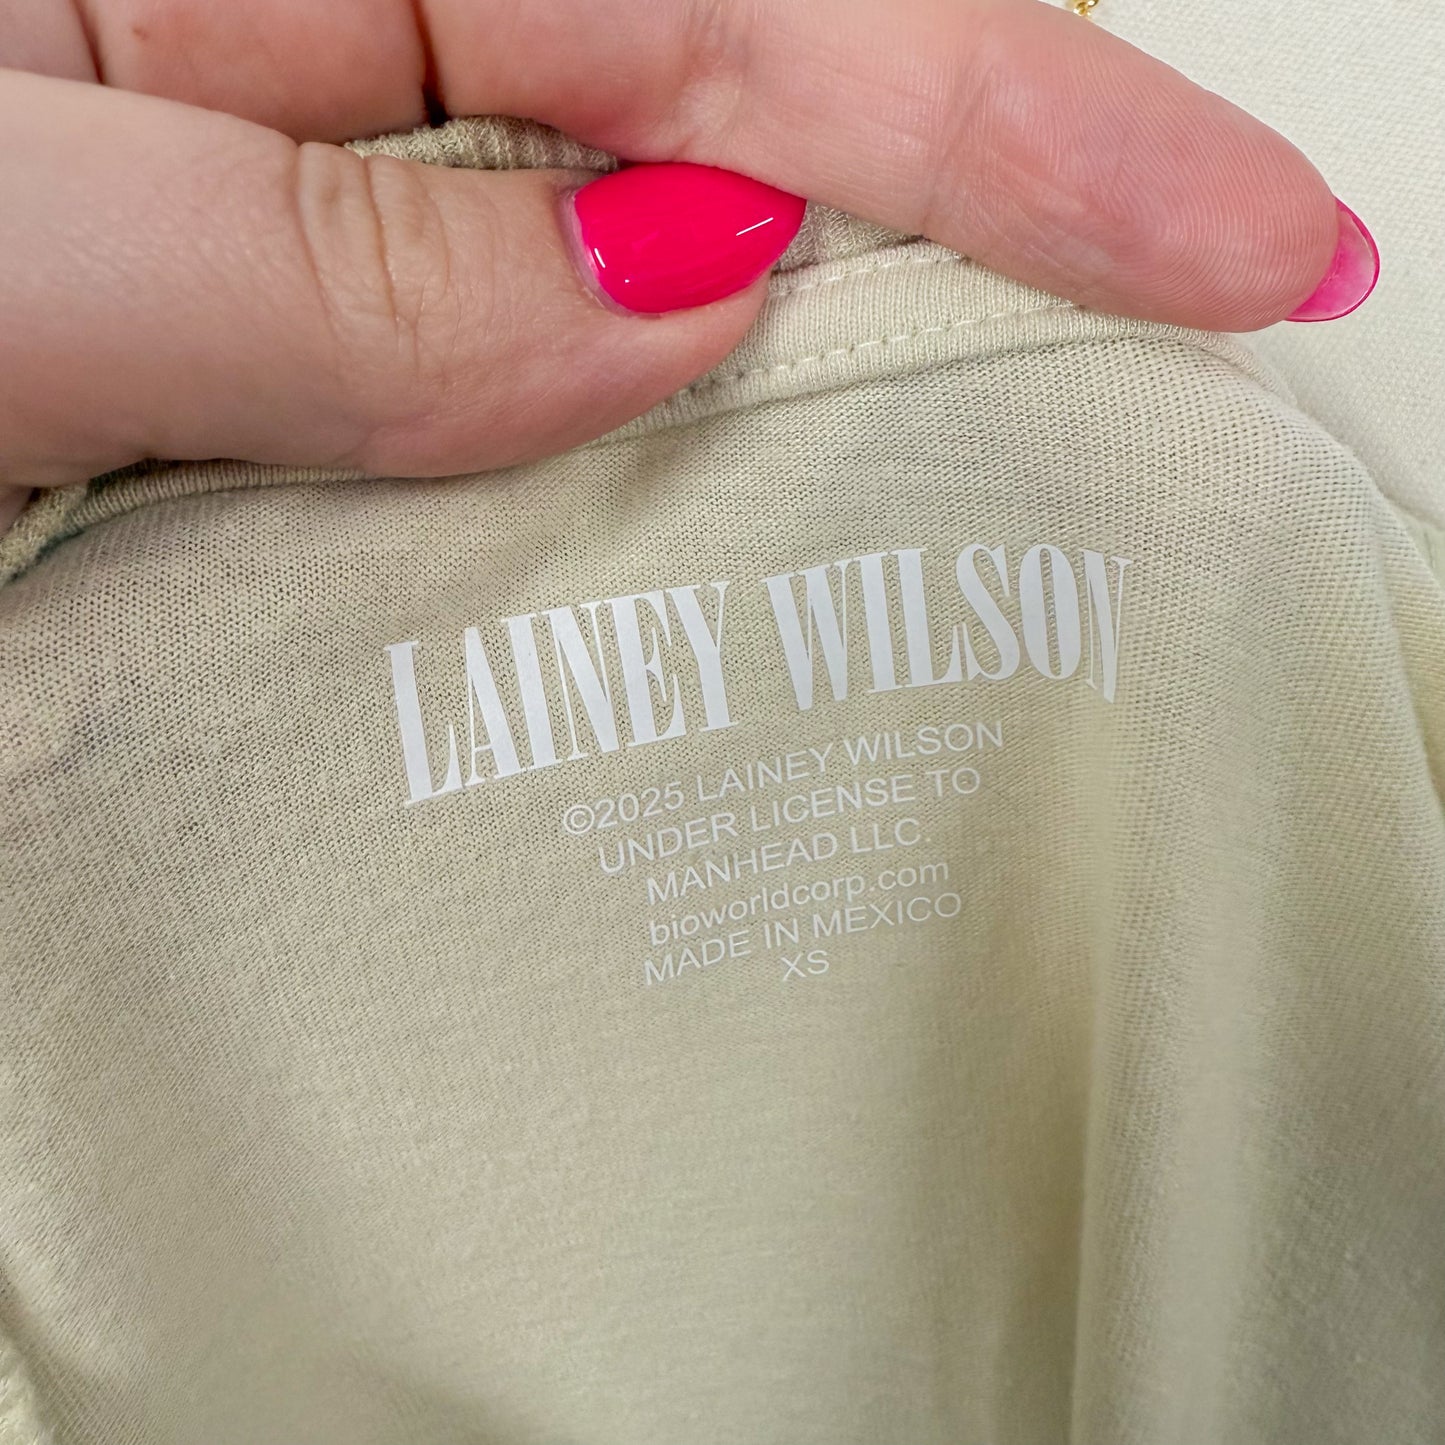 LAINEY WILSON
©2025 LAINEY WILSON
UNDER LICENSE TO
MANHEAD LLC.
bioworldcorp.com
MADE IN MEXICO
XS